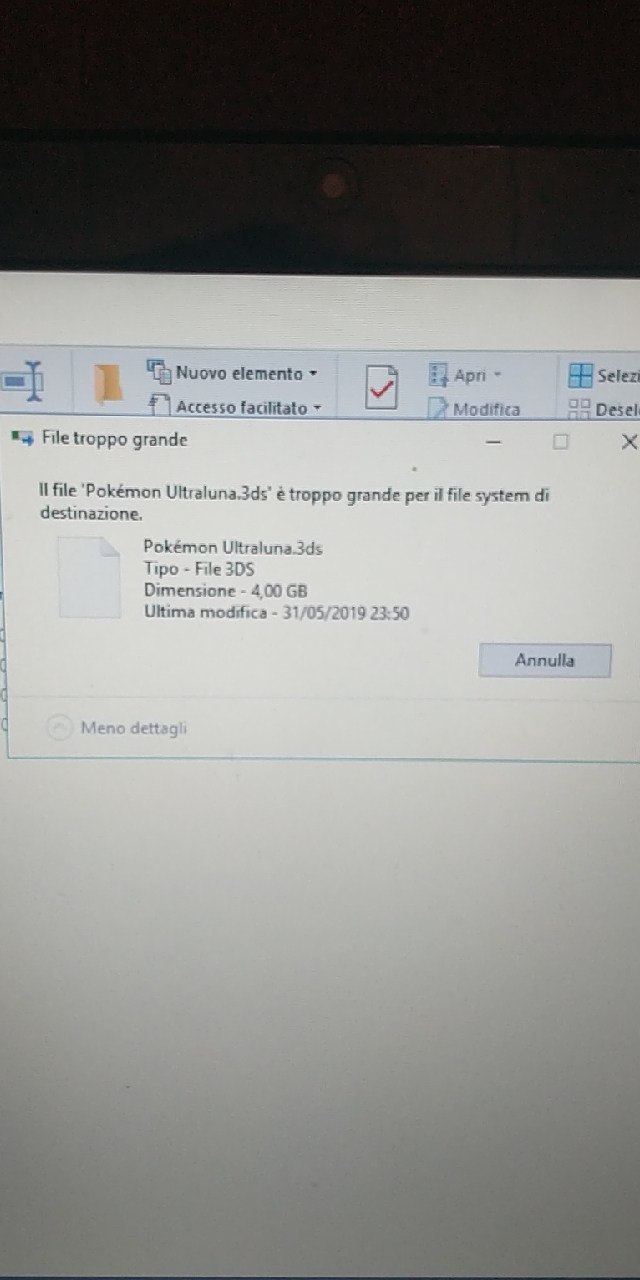 Nuovo elemento
Apri
Selezi
Accesso facilitato
Modifica
Desel
File troppo grande
Il file 'Pokémon Ultraluna.3ds' è troppo grande per il file system di
destinazione.
Pokémon Ultraluna.3ds
Tipo - File 3DS
Dimensione - 4,00 GB
Ultima modifica - 31/05/2019 23:50
Annulla
Meno dettagli